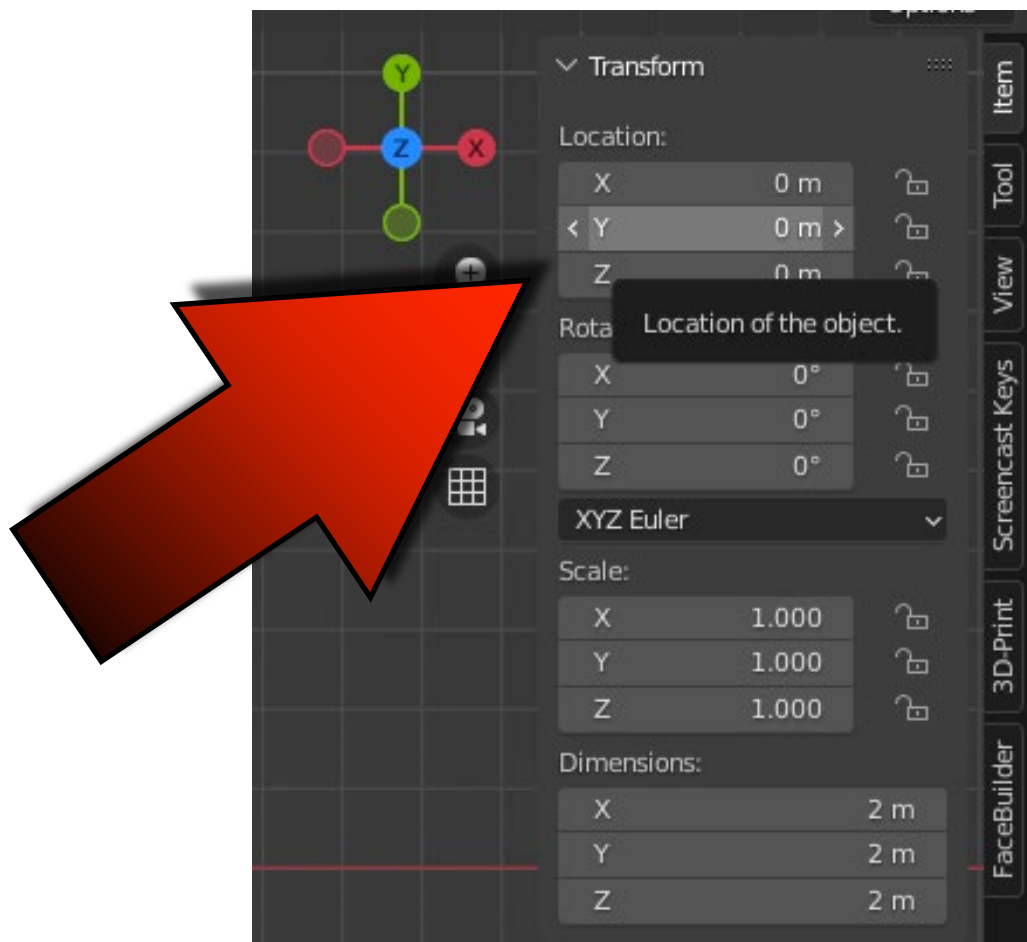 Options
Y
Z X
Transform
Location:
X 0 m
Y 0 m
Z 0 m
Location of the object.
Rota
X 0°
Y 0°
Z 0°
XYZ Euler
Scale:
X 1.000
Y 1.000
Z 1.000
Dimensions:
X 2 m
Y 2 m
Z 2 m
Item
Tool
View
Screencast Keys
3D-Print
FaceBuilder